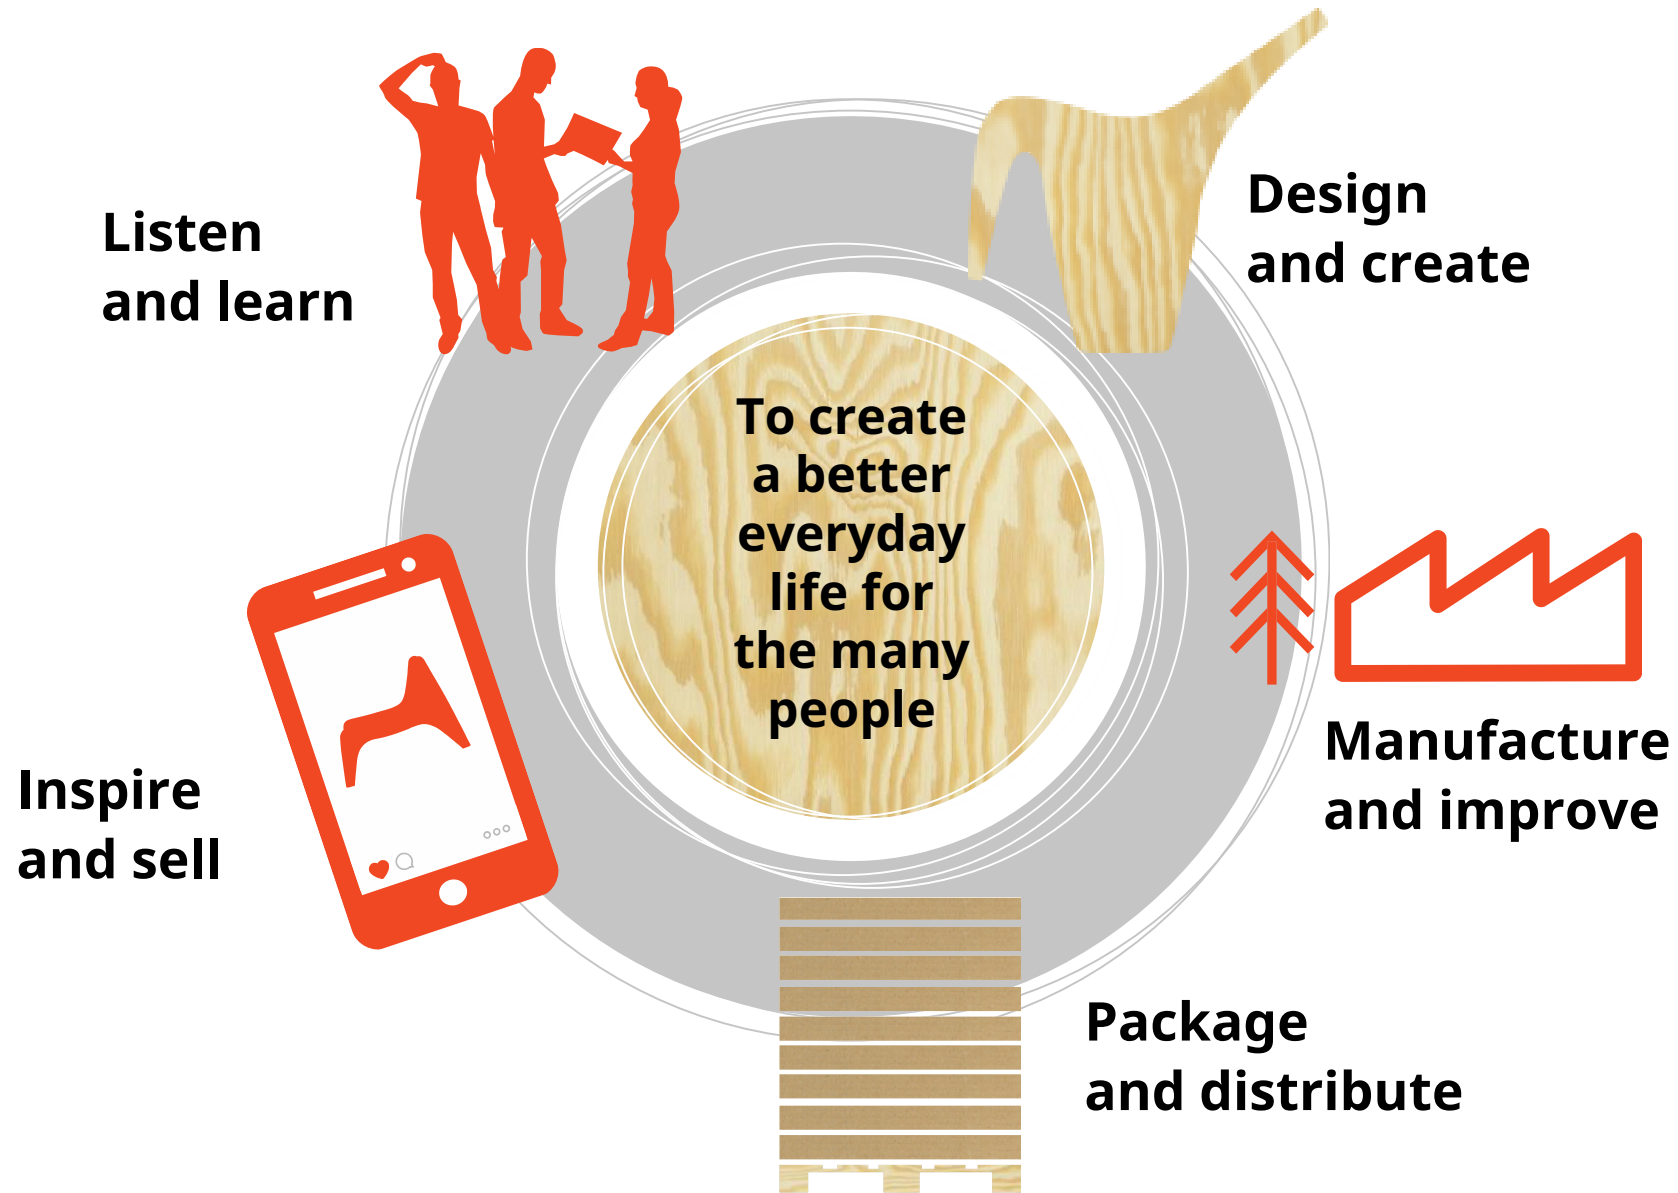 Listen
and learn
Design
and create
To create
a better
everyday
life for
the many
people
Manufacture
and improve
Inspire
and sell
Package
and distribute